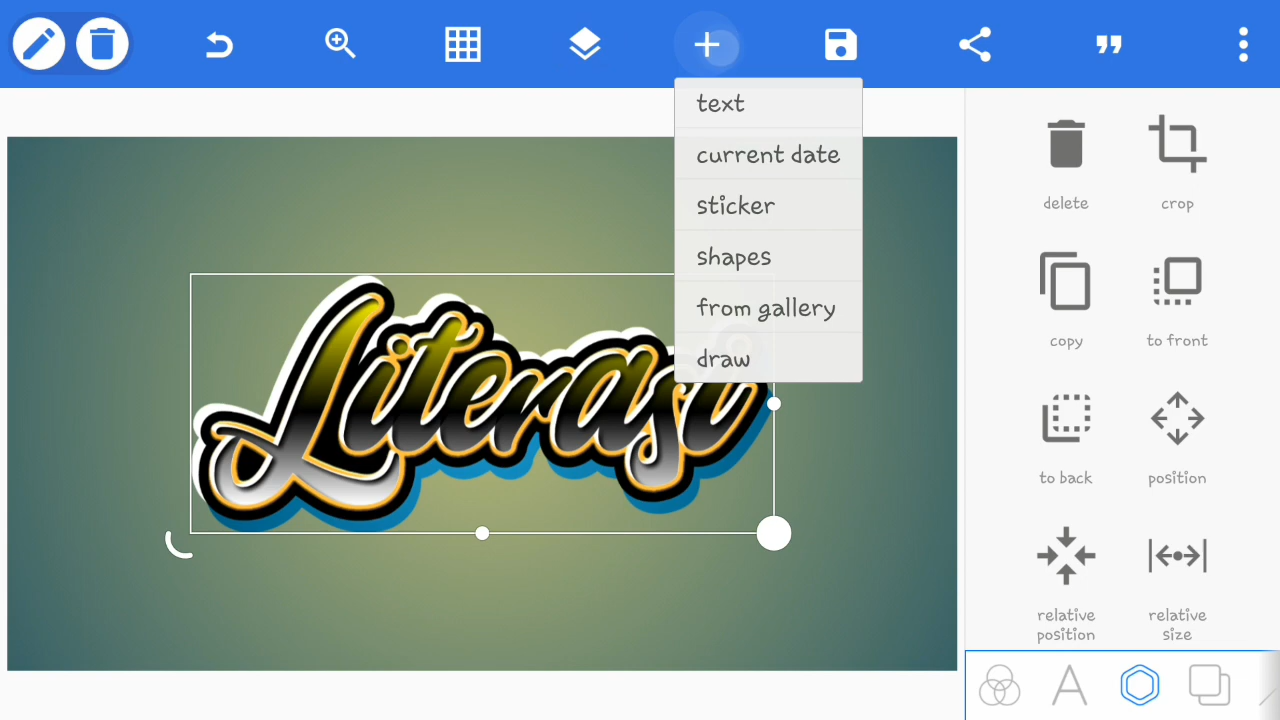 text
current date
sticker
shapes
from gallery
draw
Literasi
delete
crop
copy
to front
to back
position
relative
position
relative
size